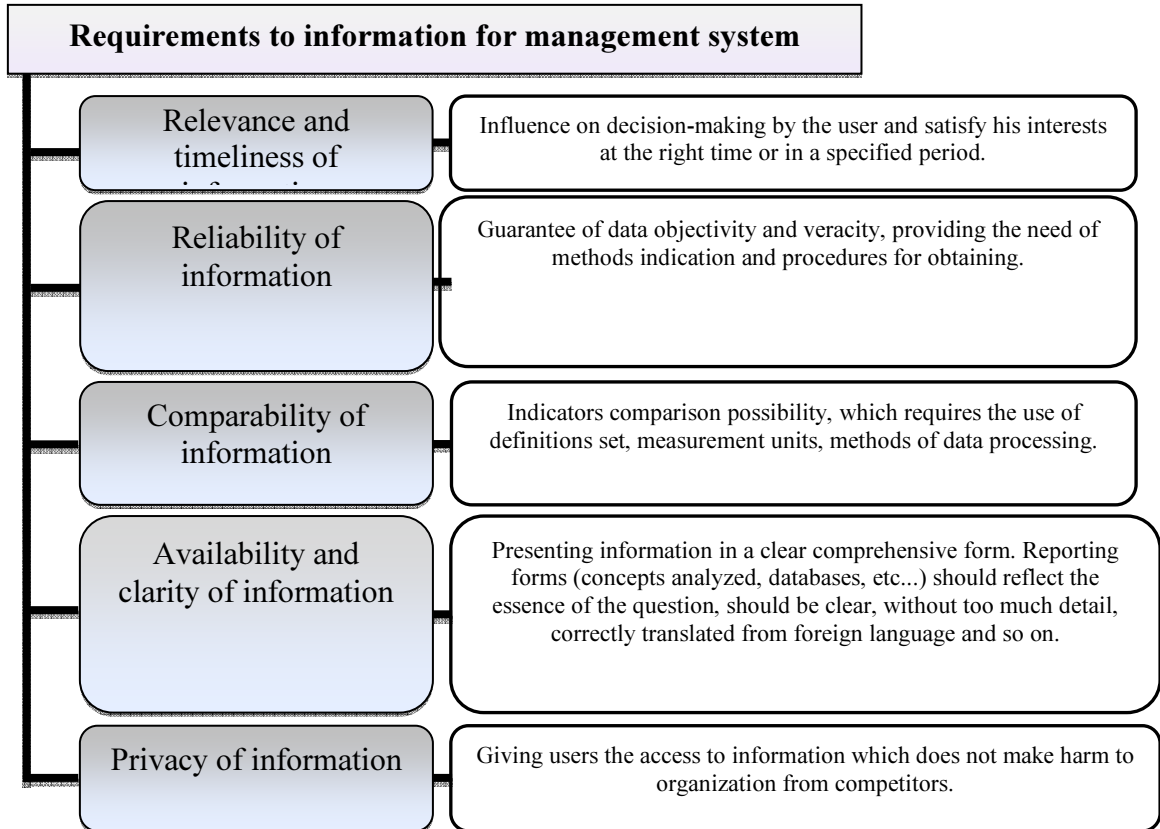 Requirements to information for management system
Relevance and
timeliness of
Influence on decision-making by the user and satisfy his interests
at the right time or in a specified period.
Reliability of
information
Guarantee of data objectivity and veracity, providing the need of
methods indication and procedures for obtaining.
Comparability of
information
Indicators comparison possibility, which requires the use of
definitions set, measurement units, methods of data processing.
Availability and
clarity of information
Presenting information in a clear comprehensive form. Reporting
forms (concepts analyzed, databases, etc...) should reflect the
essence of the question, should be clear, without too much detail,
correctly translated from foreign language and so on.
Privacy of information
Giving users the access to information which does not make harm to
organization from competitors.